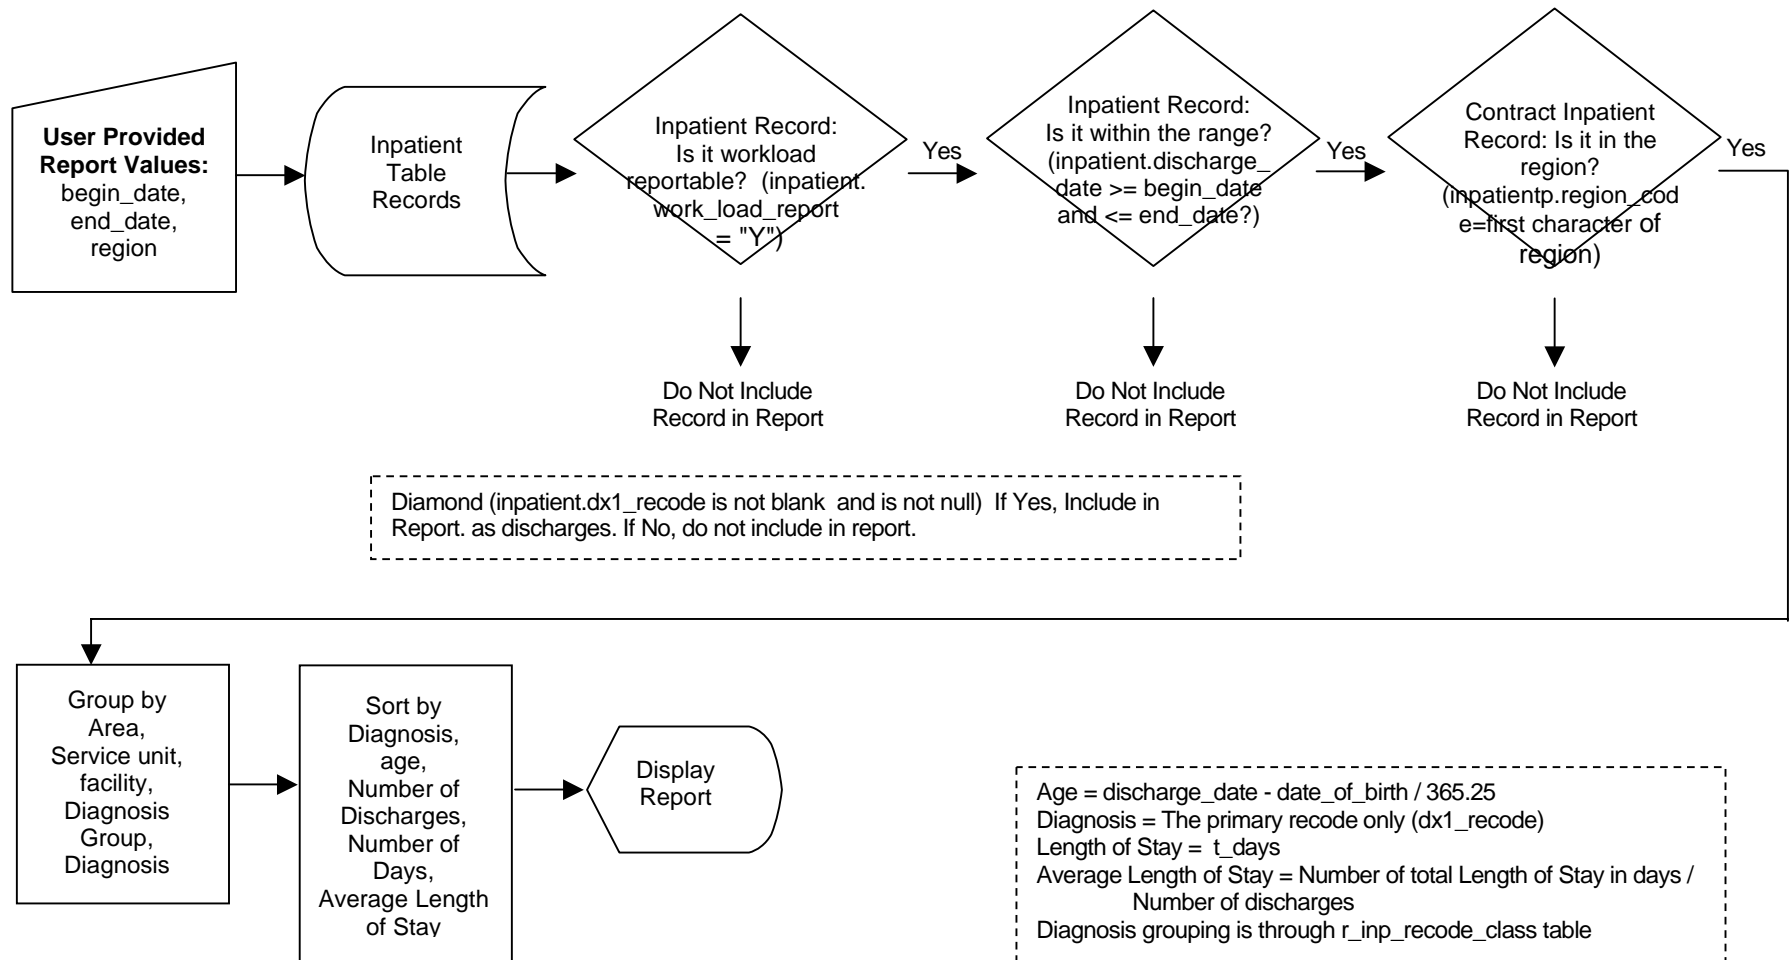 User Provided
Report Values:
begin_date,
end_date,
region
Inpatient
Table
Records
Inpatient Record:
Is it workload
reportable? (inpatient.
work_load_report
= "Y")
Yes
Inpatient Record:
Is it within the range?
(inpatient.discharge_
date >= begin_date
and <= end_date?)
Yes
Contract Inpatient
Record: Is it in the
region?
(inpatientp.region_cod
e=first character of
region)
Yes
Do Not Include
Record in Report
Do Not Include
Record in Report
Do Not Include
Record in Report
Diamond (inpatient.dx1_recode is not blank and is not null) If Yes, Include in
Report. as discharges. If No, do not include in report.
Group by
Area,
Service unit,
facility,
Diagnosis
Group,
Diagnosis
Sort by
Diagnosis,
age,
Number of
Discharges,
Number of
Days,
Average Length
of Stay
Display
Report
Age = discharge_date - date_of_birth / 365.25
Diagnosis = The primary recode only (dx1_recode)
Length of Stay = t_days
Average Length of Stay = Number of total Length of Stay in days /
Number of discharges
Diagnosis grouping is through r_inp_recode_class table